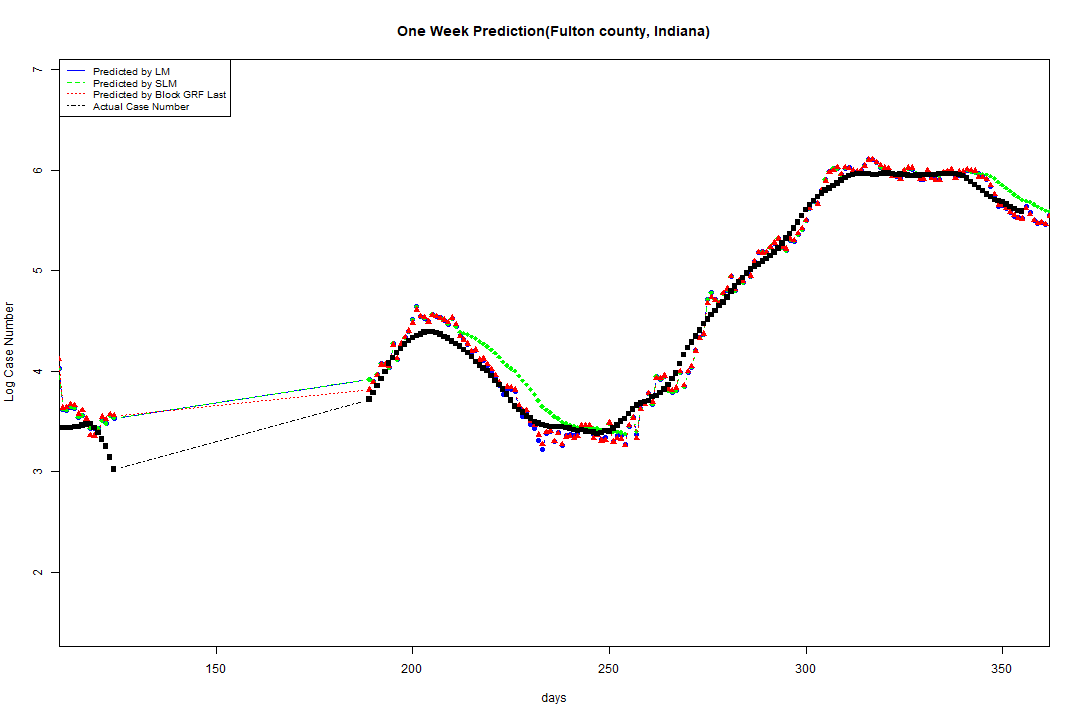 One Week Prediction(Fulton county, Indiana)
Predicted by LM
Predicted by SLM
Predicted by Block GRF Last
Actual Case Number
7
6
5
4
3
2
Log Case Number
150 200 250 300 350
days